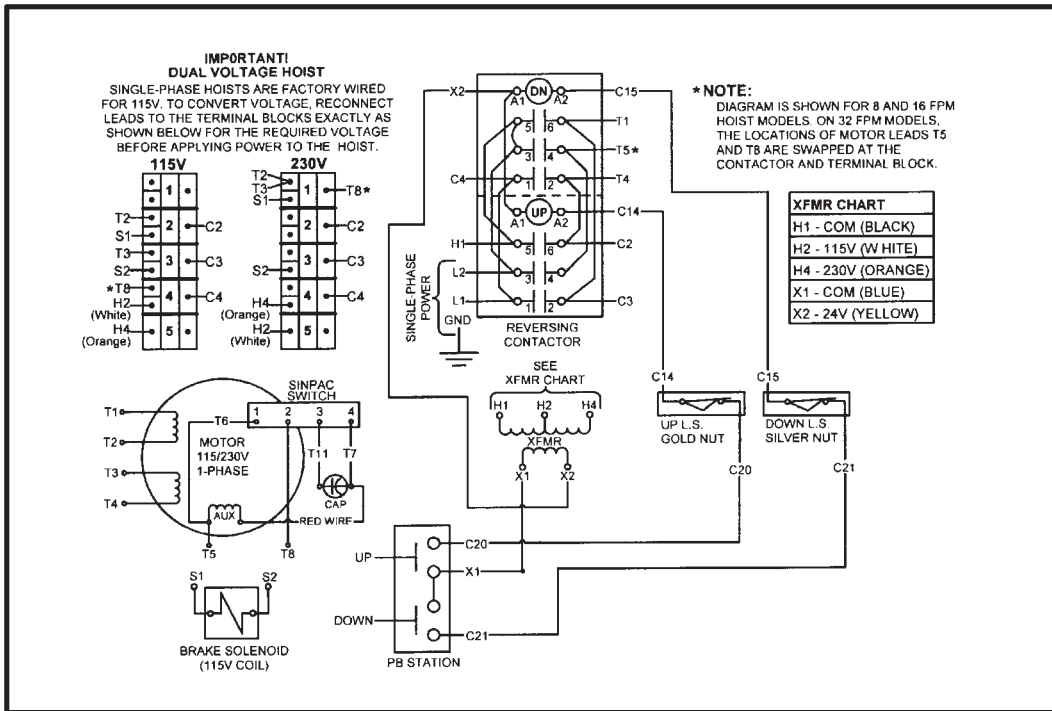 IMPORTANT!
DUAL VOLTAGE HOIST
SINGLE-PHASE HOISTS ARE FACTORY WIRED
FOR 115V. TO CONVERT VOLTAGE, RECONNECT
LEADS TO THE TERMINAL BLOCKS EXACTLY AS
SHOWN BELOW FOR THE REQUIRED VOLTAGE
BEFORE APPLYING POWER TO THE HOIST.
115V
1
T2
S1
2
C2
T3
S2
3
C3
*T8
H2
(White)
4
C4
H4
(Orange)
5
230V
T2
T3
S1
1
T8*
2
C2
S2
3
C3
H4
(Orange)
4
C4
H2
(White)
5
X2
A1
DN
A2
C15
5
6
T1
3
4
T5*
C4
1
2
T4
A1
UP
A2
C14
H1
5
6
C2
L2
3
4
L1
1
2
C3
SINGLE-PHASE
POWER
GND
REVERSING
CONTACTOR
*NOTE:
DIAGRAM IS SHOWN FOR 8 AND 16 FPM
HOIST MODELS. ON 32 FPM MODELS,
THE LOCATIONS OF MOTOR LEADS T5
AND T8 ARE SWAPPED AT THE
CONTACTOR AND TERMINAL BLOCK.
XFMR CHART
H1 - COM (BLACK)
H2 - 115V (WHITE)
H4 - 230V (ORANGE)
X1 - COM (BLUE)
X2 - 24V (YELLOW)
SEE
XFMR CHART
H1 H2 H4
XFMR
X1 X2
C14
UP L.S.
GOLD NUT
C20
C15
DOWN L.S.
SILVER NUT
C21
SINPAC
SWITCH
1 2 3 4
T1
T2
T3
T4
T6
MOTOR
115/230V
1-PHASE
T11
T7
CAP
AUX
RED WIRE
T5
T8
S1
S2
BRAKE SOLENOID
(115V COIL)
UP
C20
X1
DOWN
C21
PB STATION